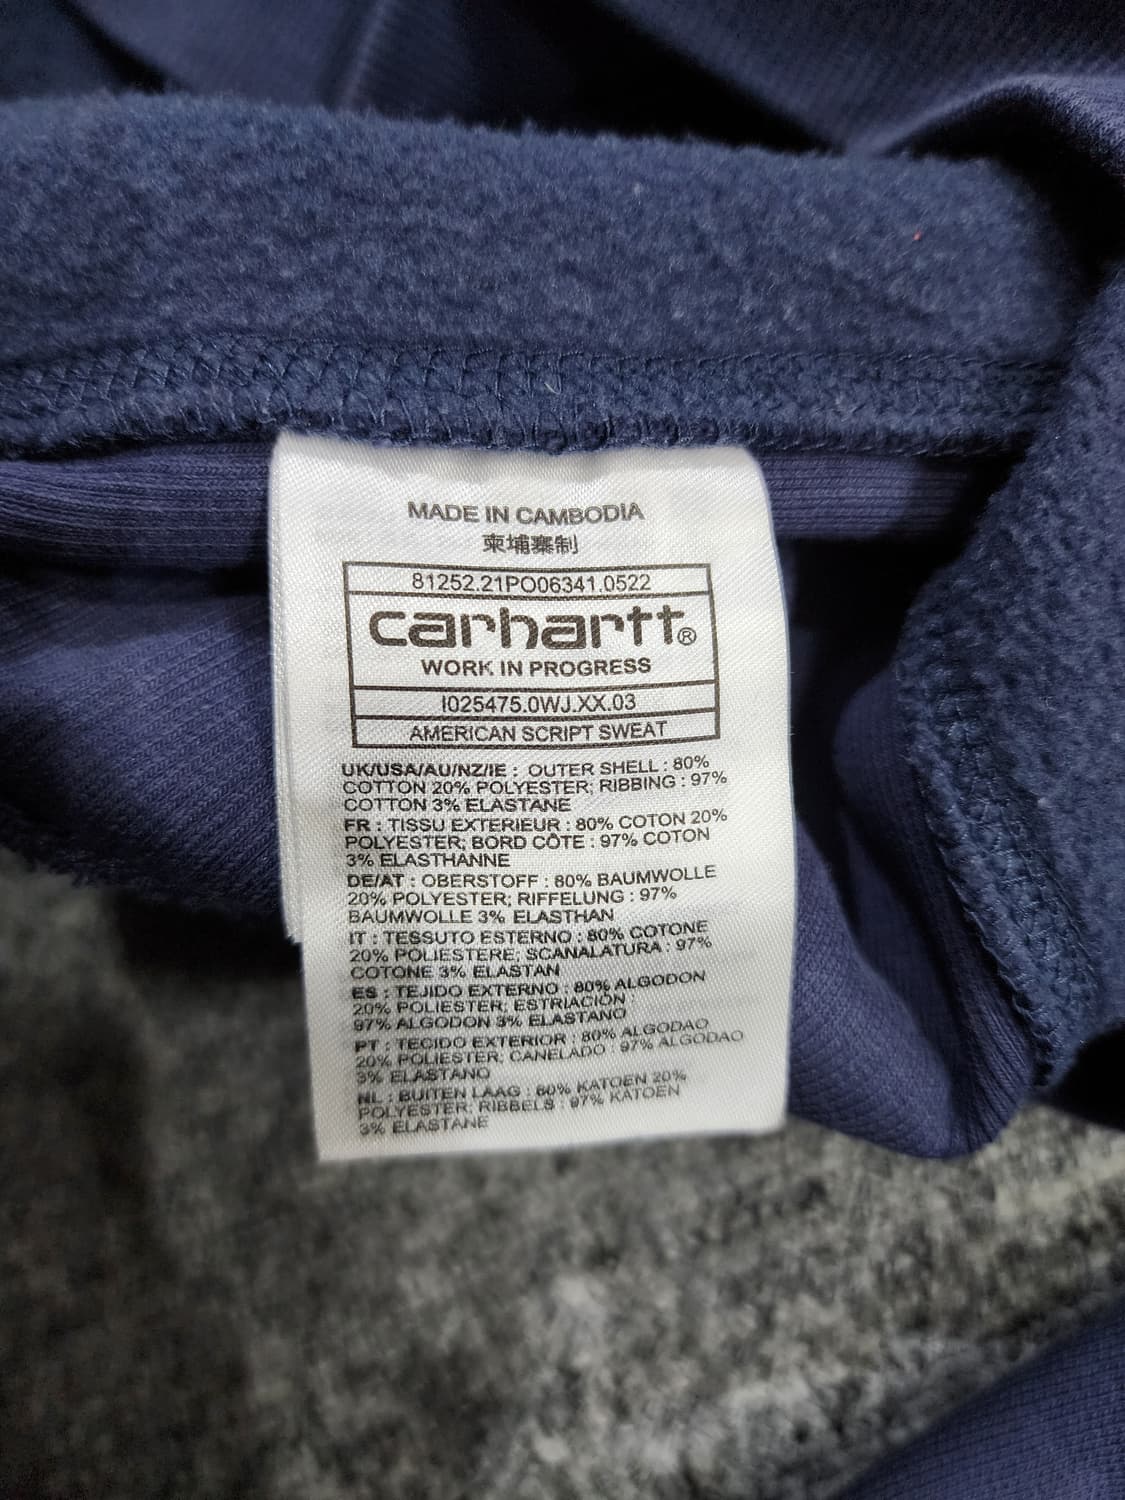 MADE IN CAMBODIA
柬埔寨制
81252.21PO06341.0522
carhartt®
WORK IN PROGRESS
I025475.0WJ.XX.03
AMERICAN SCRIPT SWEAT
UK/USA/AU/NZ/IE : OUTER SHELL : 80%
COTTON 20% POLYESTER; RIBBING : 97%
COTTON 3% ELASTANE
FR : TISSU EXTERIEUR : 80% COTON 20%
POLYESTER; BORD CÔTE : 97% COTON
3% ELASTHANNE
DE/AT : OBERSTOFF : 80% BAUMWOLLE
20% POLYESTER; RIFFELUNG : 97%
BAUMWOLLE 3% ELASTHAN
IT : TESSUTO ESTERNO : 80% COTONE
20% POLIESTERE; SCANALATURA : 97%
COTONE 3% ELASTAN
ES : TEJIDO EXTERNO : 80% ALGODON
20% POLIESTER; ESTRIACIÓN :
97% ALGODON 3% ELASTANO
PT : TECIDO EXTERIOR : 80% ALGODAO
20% POLIESTER; CANELADO : 97% ALGODAO
3% ELASTANO
NL : BUITEN LAAG : 80% KATOEN 20%
POLYESTER; RIBBELS : 97% KATOEN
3% ELASTANE